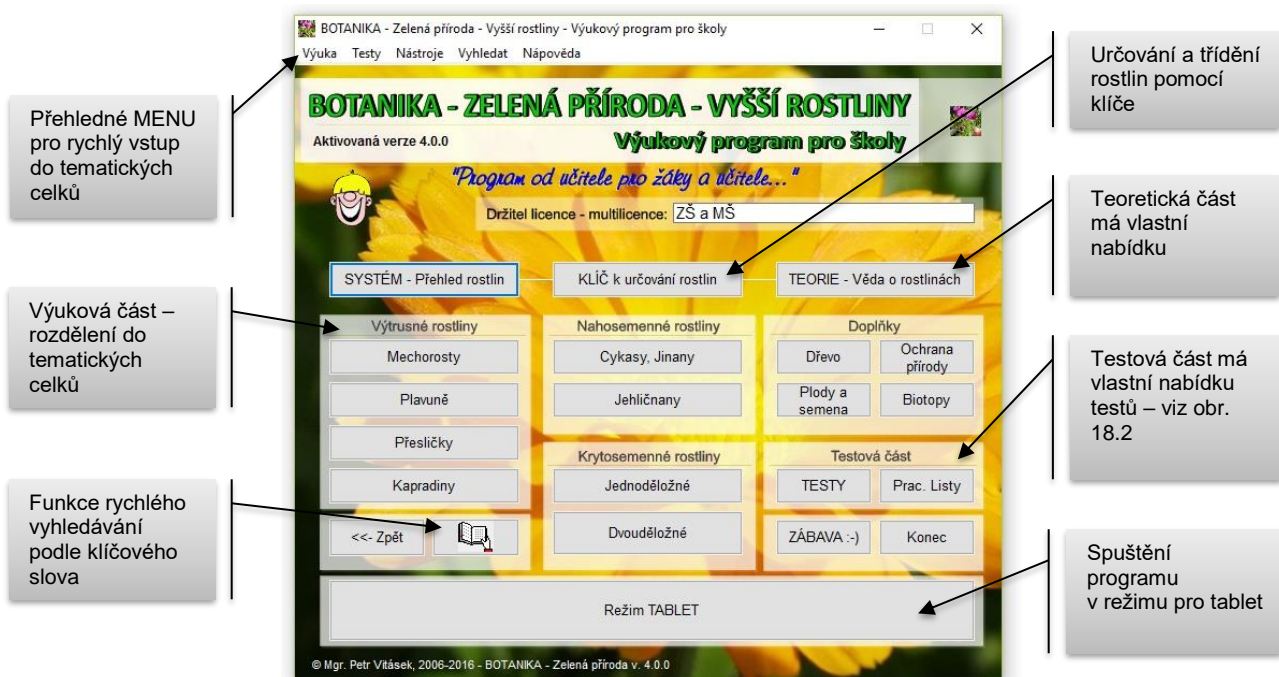 BOTANIKA - Zelená příroda - Vyšší rostliny - Výukový program pro školy
Výuka Testy Nástroje Vyhledat Nápověda
BOTANIKA - ZELENÁ PŘÍRODA - VYŠŠÍ ROSTLINY
Aktivovaná verze 4.0.0
Výukový program pro školy
"Program od učitele pro žáky a učitele..."
Držitel licence - multilicence: ZŠ a MŠ
SYSTÉM - Přehled rostlin
KLÍČ k určování rostlin
TEORIE - Věda o rostlinách
Výtrusné rostliny
Mechorosty
Plavuně
Přesličky
Kapradiny
<<- Zpět
Nahosemenné rostliny
Cykasy, Jinany
Jehličnany
Krytosemenné rostliny
Jednoděložné
Dvouděložné
Doplňky
Dřevo
Ochrana
přírody
Plody a
semena
Biotopy
Testová část
TESTY
Prac. Listy
ZÁBAVA :-)
Konec
Režim TABLET
© Mgr. Petr Vitásek, 2006-2016 - BOTANIKA - Zelená příroda v. 4.0.0
Přehledné MENU
pro rychlý vstup
do tematických
celků
Výuková část –
rozdělení do
tematických
celků
Funkce rychlého
vyhledávání
podle klíčového
slova
Určování a třídění
rostlin pomocí
klíče
Teoretická část
má vlastní
nabídku
Testová část má
vlastní nabídku
testů – viz obr.
18.2
Spuštění
programu
v režimu pro tablet